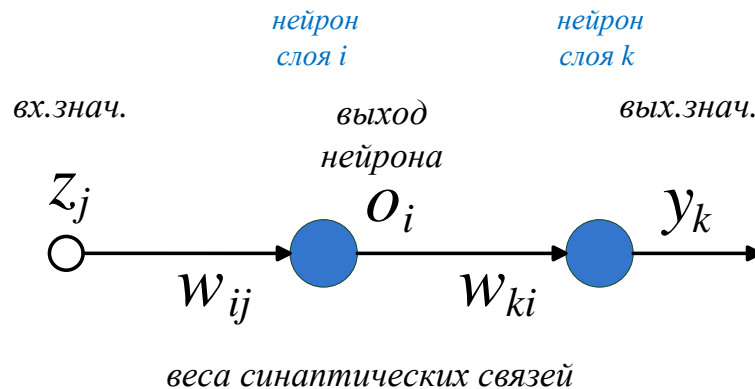 нейрон
слоя i
нейрон
слоя k
вх.знач.
выход
нейрона
вых.знач.
z_j
o_i
y_k
w_ij
w_ki
веса синаптических связей